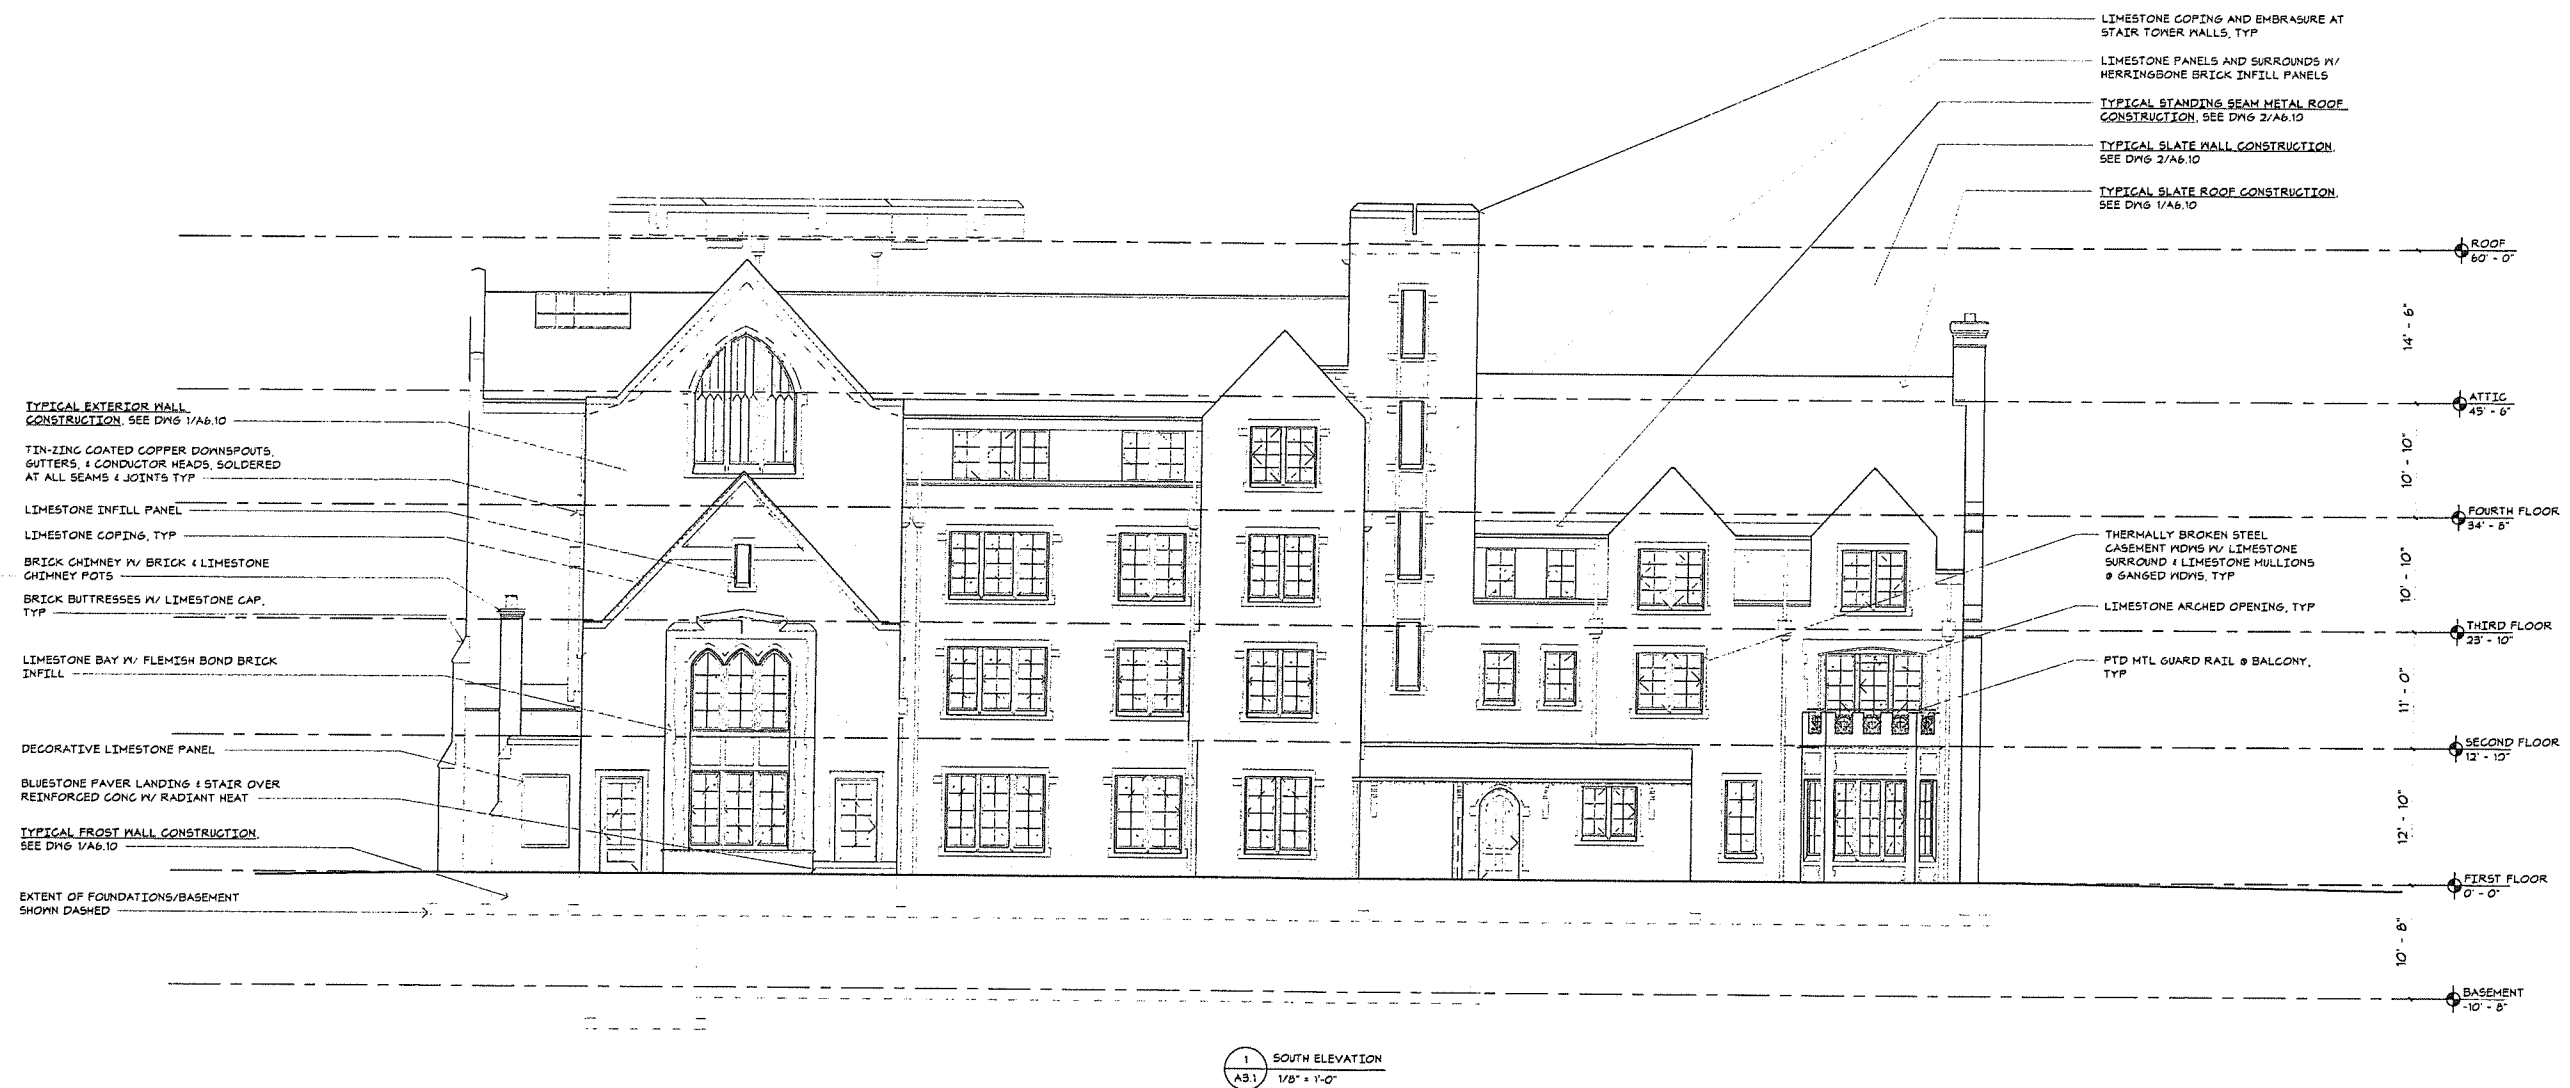 LIMESTONE COPING AND EMBRASURE AT
STAIR TOWER WALLS, TYP
LIMESTONE PANELS AND SURROUNDS W/
HERRINGBONE BRICK INFILL PANELS
TYPICAL STANDING SEAM METAL ROOF
CONSTRUCTION, SEE DWG 2/A6.10
TYPICAL SLATE WALL CONSTRUCTION,
SEE DWG 2/A6.10
TYPICAL SLATE ROOF CONSTRUCTION,
SEE DWG 1/A6.10
TYPICAL EXTERIOR WALL
CONSTRUCTION, SEE DWG 1/A6.10
TIN-ZINC COATED COPPER DOWNSPOUTS,
GUTTERS, & CONDUCTOR HEADS, SOLDERED
AT ALL SEAMS & JOINTS TYP
LIMESTONE INFILL PANEL
LIMESTONE COPING, TYP
BRICK CHIMNEY W/ BRICK & LIMESTONE
CHIMNEY POTS
BRICK BUTTRESSES W/ LIMESTONE CAP,
TYP
LIMESTONE BAY W/ FLEMISH BOND BRICK
INFILL
DECORATIVE LIMESTONE PANEL
BLUESTONE PAVER LANDING & STAIR OVER
REINFORCED CONC W/ RADIANT HEAT
TYPICAL FROST WALL CONSTRUCTION,
SEE DWG 1/A6.10
EXTENT OF FOUNDATIONS/BASEMENT
SHOWN DASHED
THERMALLY BROKEN STEEL
CASEMENT WDWS W/ LIMESTONE
SURROUND & LIMESTONE MULLIONS
@ GANGED WDWS, TYP
LIMESTONE ARCHED OPENING, TYP
PTD MTL GUARD RAIL @ BALCONY,
TYP
ROOF
60' - 0"
14' - 6"
ATTIC
45' - 6"
10' - 10"
FOURTH FLOOR
34' - 8"
10' - 10"
THIRD FLOOR
23' - 10"
11' - 0"
SECOND FLOOR
12' - 10"
12' - 10"
FIRST FLOOR
0' - 0"
10' - 8"
BASEMENT
-10' - 8"
1
A3.1
SOUTH ELEVATION
1/8" = 1'-0"